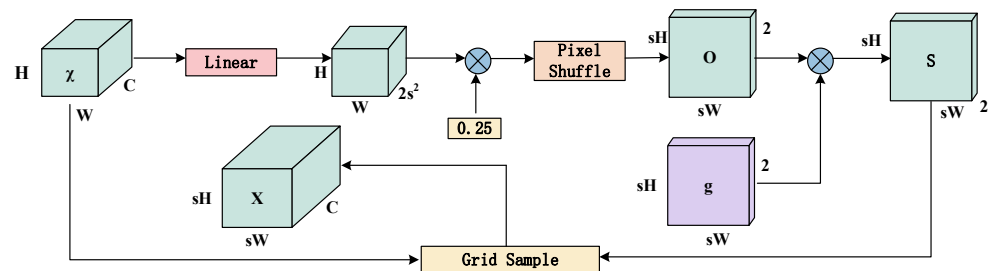 H
χ
C
W
Linear
H
W
2s²
0.25
Pixel
Shuffle
sH
O
2
sW
sH
g
2
sW
sH
S
sW
2
sH
X
C
sW
Grid Sample